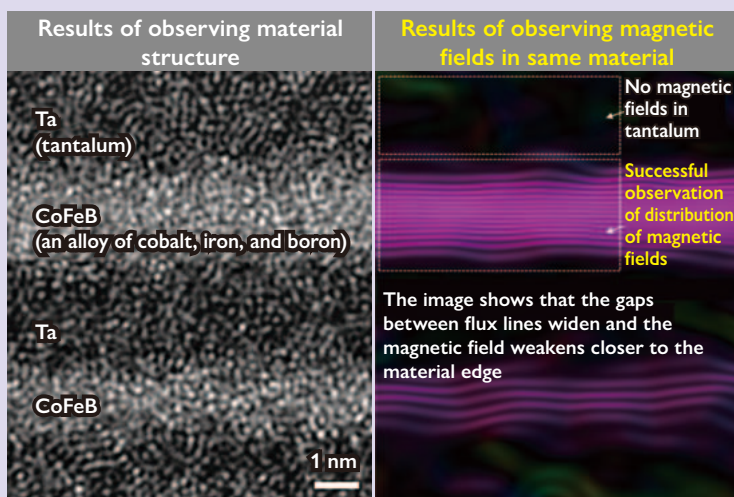 Results of observing material
structure
Ta
(tantalum)
CoFeB
(an alloy of cobalt, iron, and boron)
Ta
CoFeB
1 nm
Results of observing magnetic
fields in same material
No magnetic
fields in
tantalum
Successful
observation
of distribution
of magnetic
fields
The image shows that the gaps
between flux lines widen and the
magnetic field weakens closer to the
material edge